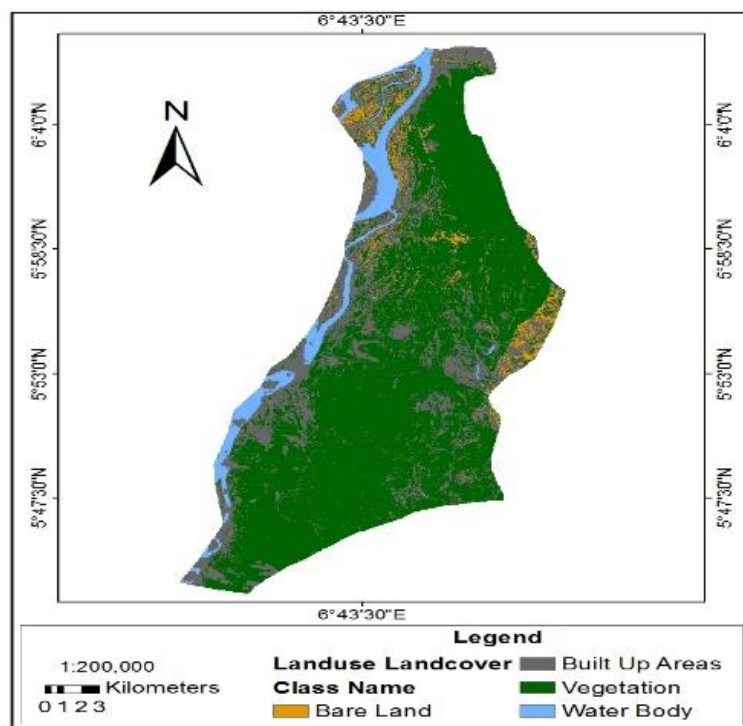 6°43'30"E
N
6°4'0"N
6°4'0"N
5°58'30"N
5°58'30"N
5°63'0"N
5°63'0"N
5°47'30"N
5°47'30"N
6°43'30"E
Legend
1:200,000
Kilometers
0 1 2 3
Landuse Landcover
Class Name
Bare Land
Built Up Areas
Vegetation
Water Body